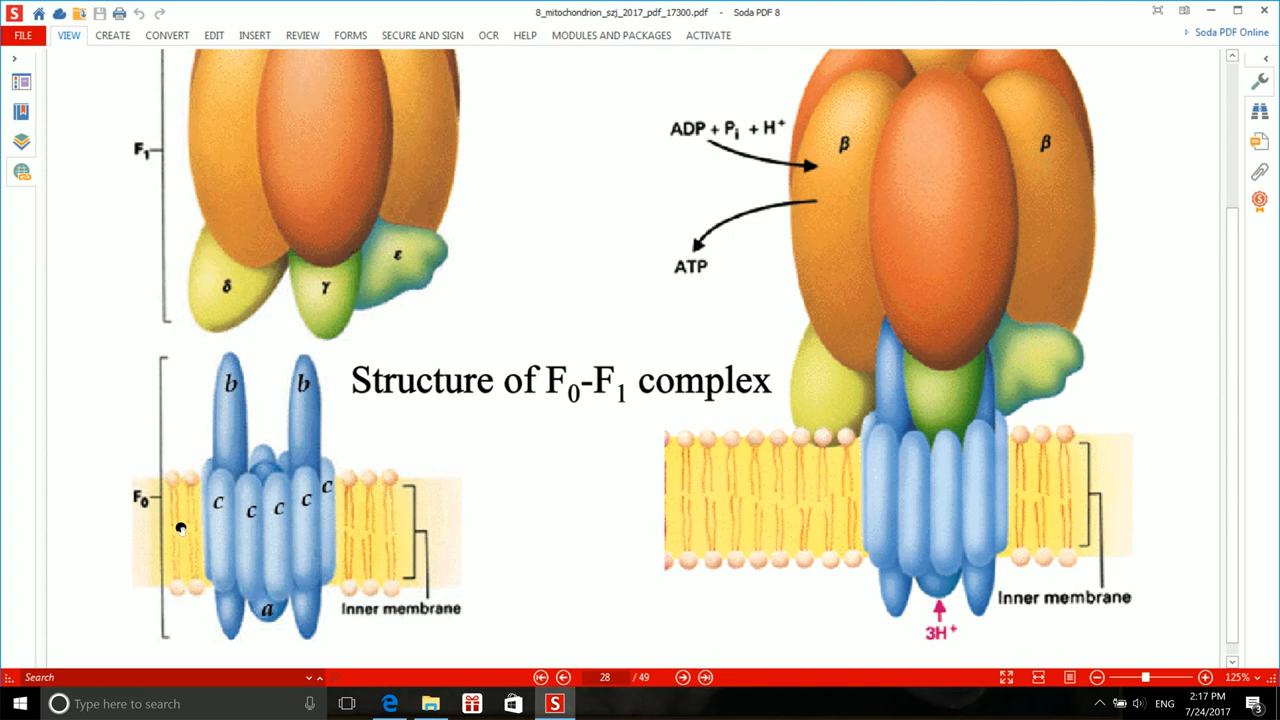 8_mitochondrion_szj_2017_pdf_17300.pdf - Soda PDF 8
FILE VIEW CREATE CONVERT EDIT INSERT REVIEW FORMS SECURE AND SIGN OCR HELP MODULES AND PACKAGES ACTIVATE Soda PDF Online
ADP + Pi + H+
β
β
F1
ATP
ε
δ
γ
b
b
Structure of F0-F1 complex
F0
c
c
c
c
c
a
Inner membrane
Inner membrane
3H+
Search
28 / 49
125%
Type here to search
ENG
2:17 PM
7/24/2017
3